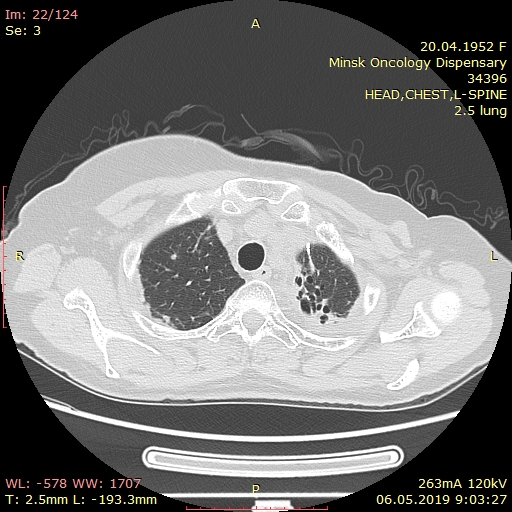 Im: 22/124
Se: 3
A
20.04.1952 F
Minsk Oncology Dispensary
34396
HEAD,CHEST,L-SPINE
2.5 lung
R
L
WL: -578 WW: 1707
T: 2.5mm L: -193.3mm
P
263mA 120kV
06.05.2019 9:03:27